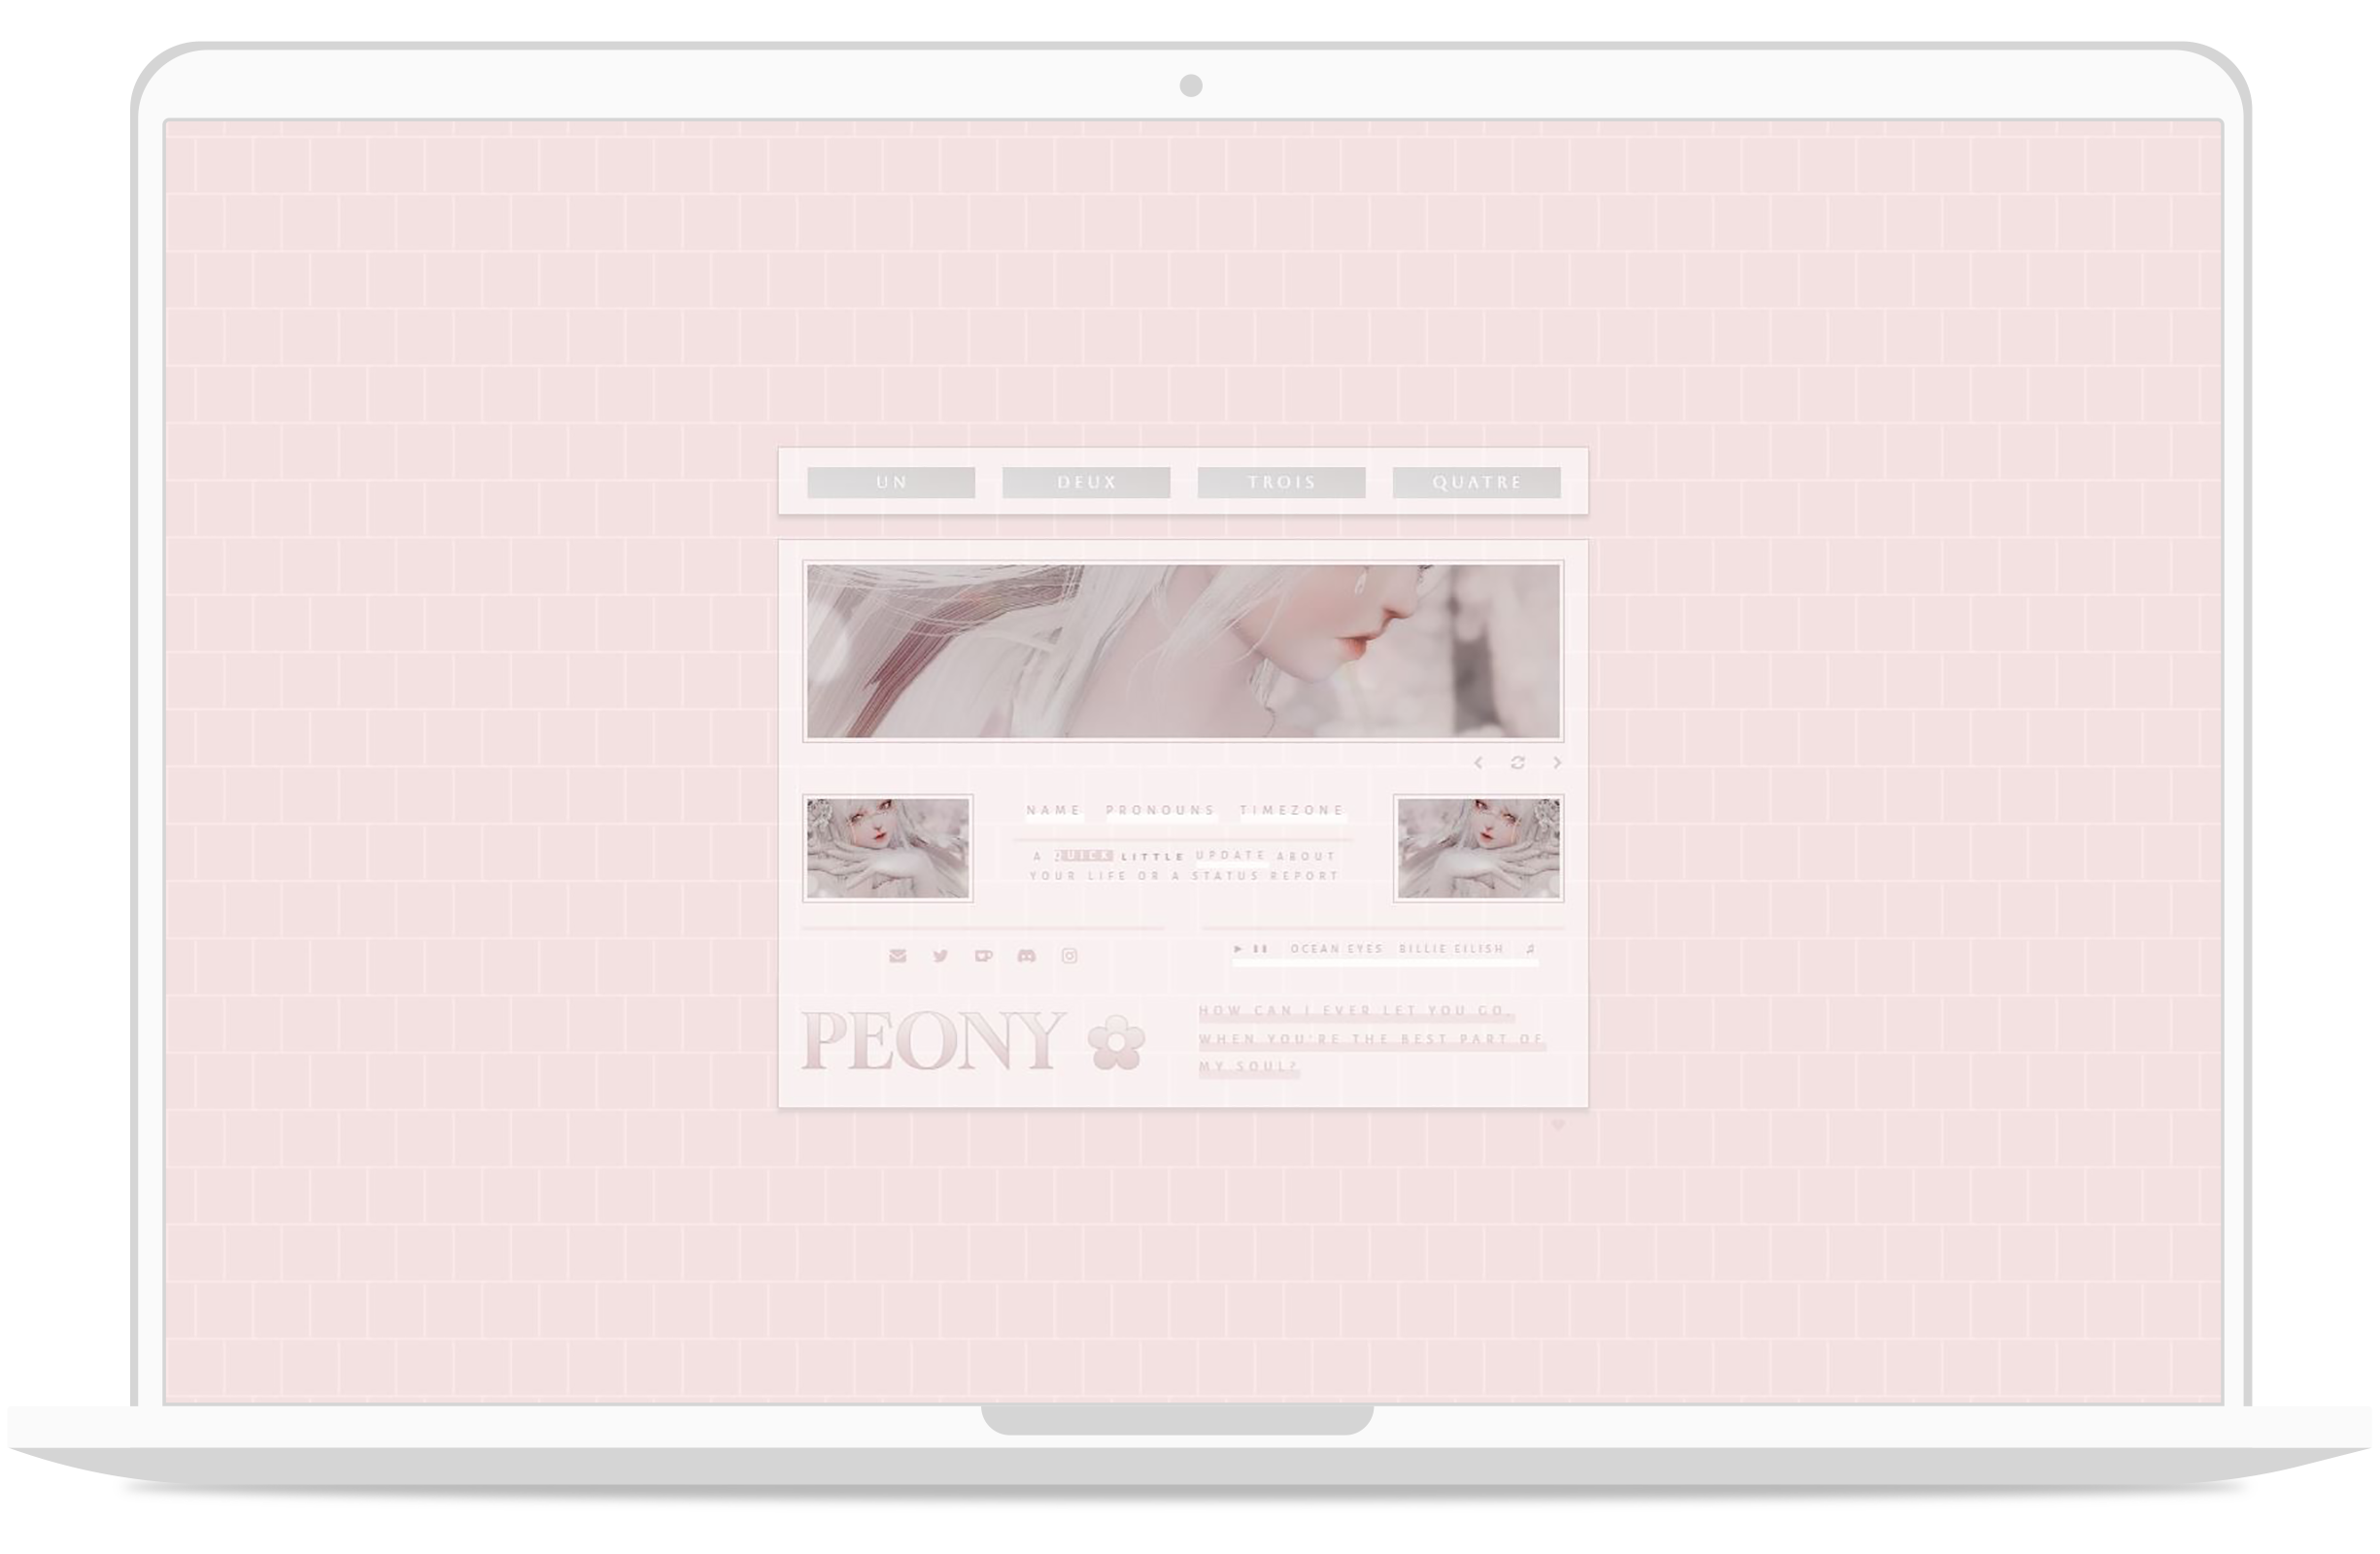 UN DEUX TROIS QUATRE
NAME PRONOUNS TIMEZONE
A QUICK LITTLE UPDATE ABOUT
YOUR LIFE OR A STATUS REPORT
OCEAN EYES BILLIE EILISH
PEONY
HOW CAN I EVER LET YOU GO,
WHEN YOU'RE THE BEST PART OF
MY SOUL?